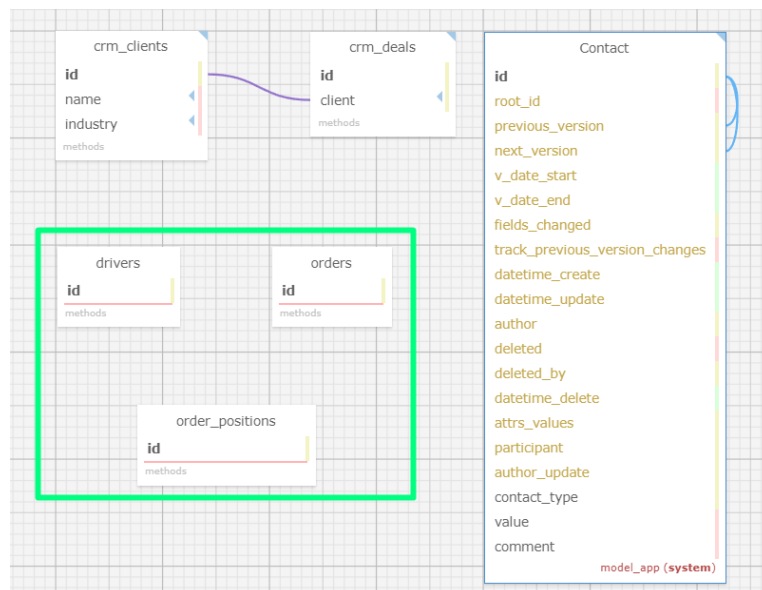 crm_clients
id
name
industry
methods
crm_deals
id
client
methods
Contact
id
root_id
previous_version
next_version
v_date_start
v_date_end
fields_changed
track_previous_version_changes
datetime_create
datetime_update
author
deleted
deleted_by
datetime_delete
attrs_values
participant
author_update
contact_type
value
comment
model_app (system)
drivers
id
methods
orders
id
methods
order_positions
id
methods